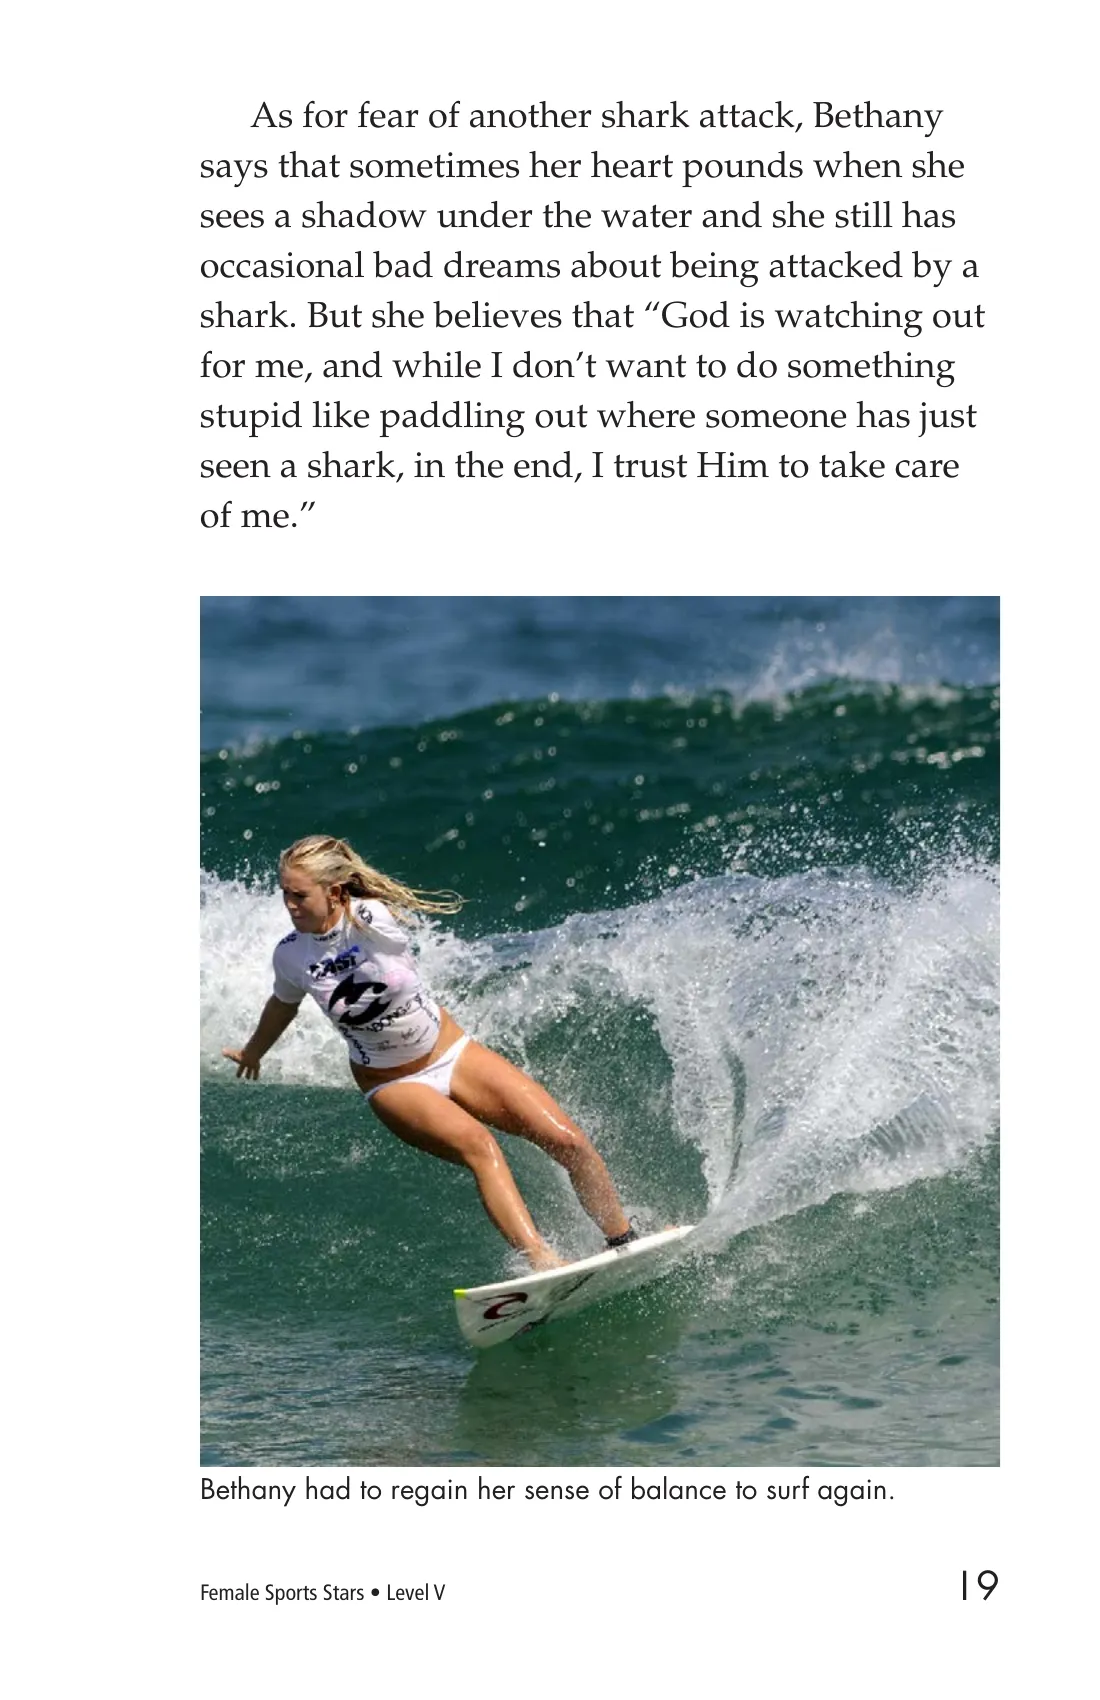 As for fear of another shark attack, Bethany
says that sometimes her heart pounds when she
sees a shadow under the water and she still has
occasional bad dreams about being attacked by a
shark. But she believes that “God is watching out
for me, and while I don’t want to do something
stupid like paddling out where someone has just
seen a shark, in the end, I trust Him to take care
of me.”
Bethany had to regain her sense of balance to surf again.
Female Sports Stars • Level V
19